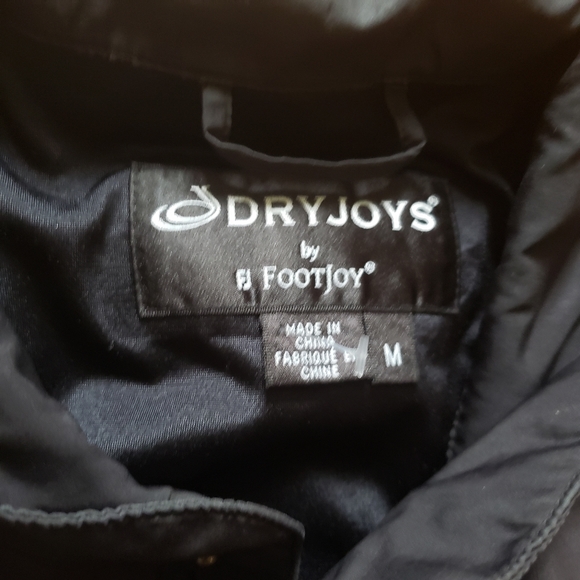 DRYJOYS®
by
FJ FOOTJOY®
MADE IN
CHINA
FABRIQUE EN
CHINE
M